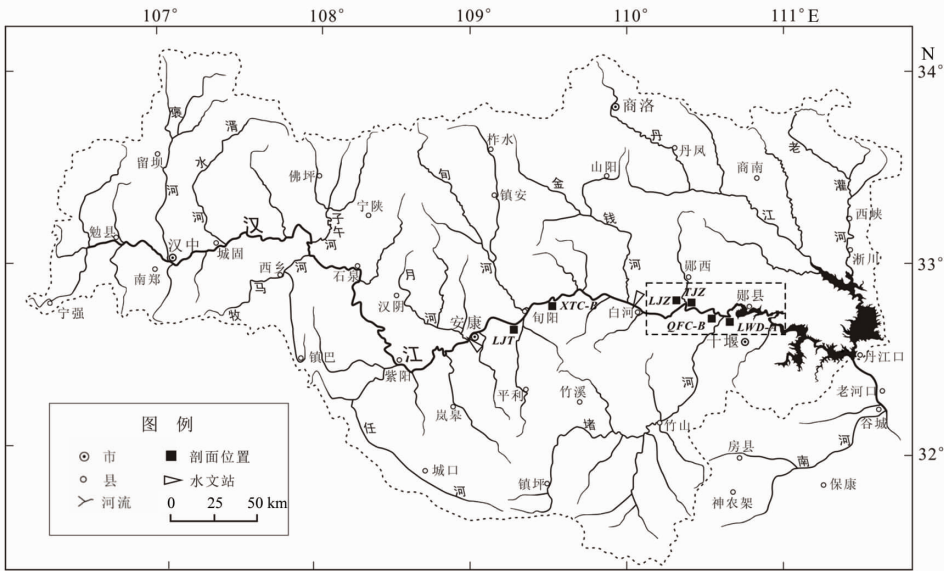 107° 108° 109° 110° 111°E
N
34°
32°
商洛
褒
湑
丹
老
柞水
丹凤
留坝
水
旬
山阳
商南
灌
佛坪
金
河
镇安
宁陕
子
钱
江
西峡
河
汉
午
勉县
河
河
汉中
城固
河
淅川
石泉
月
河
河
郧西
南郑
西乡
河
LJZ
TJZ
郧县
马
汉阴
XTC-B
宁强
牧
河
安康
旬阳
白河
QFC-B
LWD-A
LJT
十堰
镇巴
江
丹江口
紫阳
平利
竹溪
河
老河口
岚皋
谷城
图 例
任
堵
竹山
河
市
剖面位置
房县
南
县
水文站
城口
镇坪
保康
河流
0 25 50 km
河
神农架